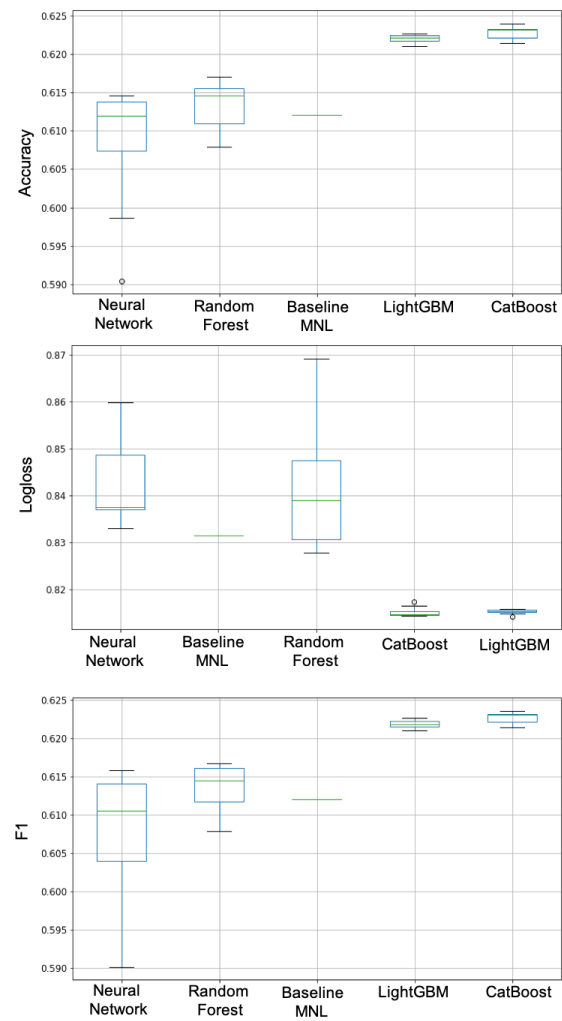 0.625
0.620
0.615
0.610
0.605
0.600
0.595
0.590
Accuracy
Neural Network
Random Forest
Baseline MNL
LightGBM
CatBoost
0.87
0.86
0.85
0.84
0.83
0.82
Logloss
Neural Network
Baseline MNL
Random Forest
CatBoost
LightGBM
0.625
0.620
0.615
0.610
0.605
0.600
0.595
0.590
F1
Neural Network
Random Forest
Baseline MNL
LightGBM
CatBoost